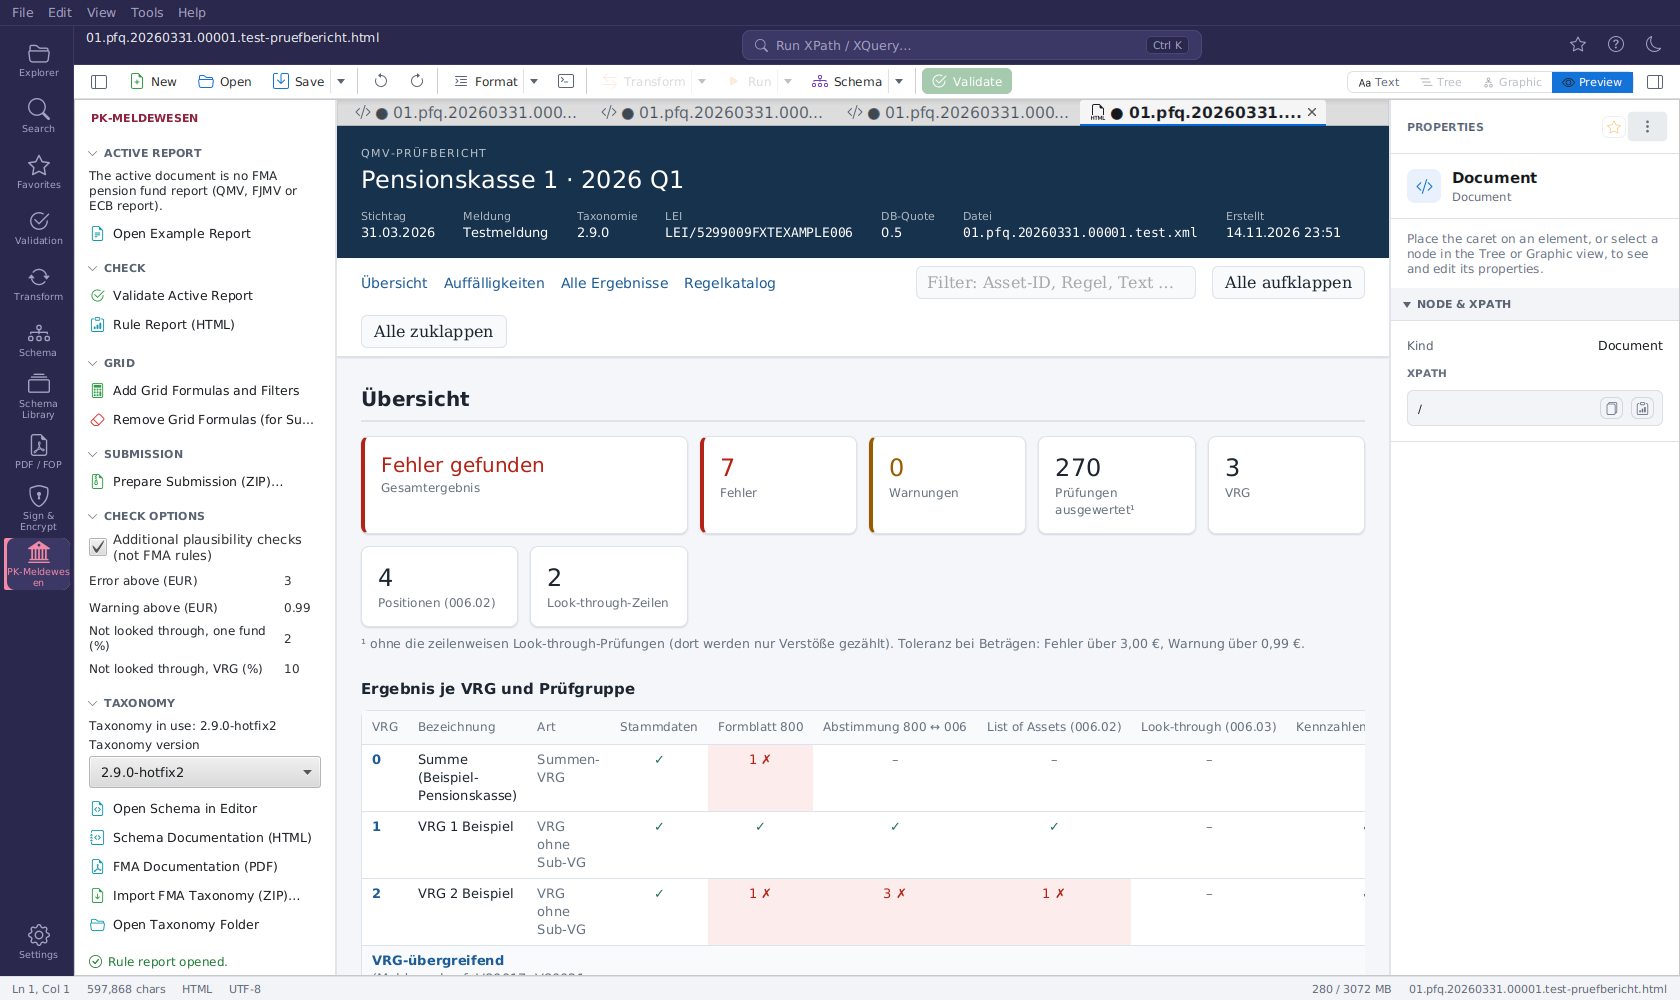 File Edit View Tools Help
01.pfq.20260331.00001.test-pruefbericht.html
Run XPath / XQuery... Ctrl K
New Open Save Format Transform Run Schema Validate Text Tree Graphic Preview
Explorer
Search
Favorites
Validation
Transform
Schema
Schema
Library
PDF / FOP
Sign &
Encrypt
PK-Meldewes
en
Settings
PK-MELDEWESEN
ACTIVE REPORT
The active document is no FMA
pension fund report (QMV, FJMV or
ECB report).
Open Example Report
CHECK
Validate Active Report
Rule Report (HTML)
GRID
Add Grid Formulas and Filters
Remove Grid Formulas (for Su...
SUBMISSION
Prepare Submission (ZIP)...
CHECK OPTIONS
Additional plausibility checks
(not FMA rules)
Error above (EUR) 3
Warning above (EUR) 0.99
Not looked through, one fund
(%) 2
Not looked through, VRG (%) 10
TAXONOMY
Taxonomy in use: 2.9.0-hotfix2
Taxonomy version
2.9.0-hotfix2
Open Schema in Editor
Schema Documentation (HTML)
FMA Documentation (PDF)
Import FMA Taxonomy (ZIP)...
Open Taxonomy Folder
Rule report opened.
● 01.pfq.20260331.000... ● 01.pfq.20260331.000... ● 01.pfq.20260331.000... ● 01.pfq.20260331....
QMV-PRÜFBERICHT
Pensionskasse 1 · 2026 Q1
Stichtag Meldung Taxonomie LEI DB-Quote Datei Erstellt
31.03.2026 Testmeldung 2.9.0 LEI/5299009FXTEXAMPLE006 0.5 01.pfq.20260331.00001.test.xml 14.11.2026 23:51
Übersicht Auffälligkeiten Alle Ergebnisse Regelkatalog Filter: Asset-ID, Regel, Text ... Alle aufklappen
Alle zuklappen
Übersicht
Fehler gefunden
Gesamtergebnis
7
Fehler
0
Warnungen
270
Prüfungen
ausgewertet¹
3
VRG
4
Positionen (006.02)
2
Look-through-Zeilen
¹ ohne die zeilenweisen Look-through-Prüfungen (dort werden nur Verstöße gezählt). Toleranz bei Beträgen: Fehler über 3,00 €, Warnung über 0,99 €.
Ergebnis je VRG und Prüfgruppe
VRG Bezeichnung Art Stammdaten Formblatt 800 Abstimmung 800 ↔ 006 List of Assets (006.02) Look-through (006.03) Kennzahlen
0 Summe (Beispiel-Pensionskasse) Summen-VRG ✓ 1 ✗ – – –
1 VRG 1 Beispiel VRG ohne Sub-VG ✓ ✓ ✓ ✓ –
2 VRG 2 Beispiel VRG ohne Sub-VG ✓ 1 ✗ 3 ✗ 1 ✗ –
VRG-übergreifend
PROPERTIES
Document
Document
Place the caret on an element, or select a
node in the Tree or Graphic view, to see
and edit its properties.
NODE & XPATH
Kind Document
XPATH
/
Ln 1, Col 1 597,868 chars HTML UTF-8 280 / 3072 MB 01.pfq.20260331.00001.test-pruefbericht.html